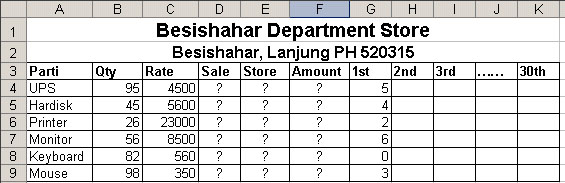 A B C D E F G H I J K
1 Besishahar Department Store
2 Besishahar, Lanjung PH 520315
3 Parti Qty Rate Sale Store Amount 1st 2nd 3rd ...... 30th
4 UPS 95 4500 ? ? ? 5
5 Hardisk 45 5600 ? ? ? 4
6 Printer 26 23000 ? ? ? 2
7 Monitor 56 8500 ? ? ? 6
8 Keyboard 82 560 ? ? ? 0
9 Mouse 98 350 ? ? ? 3